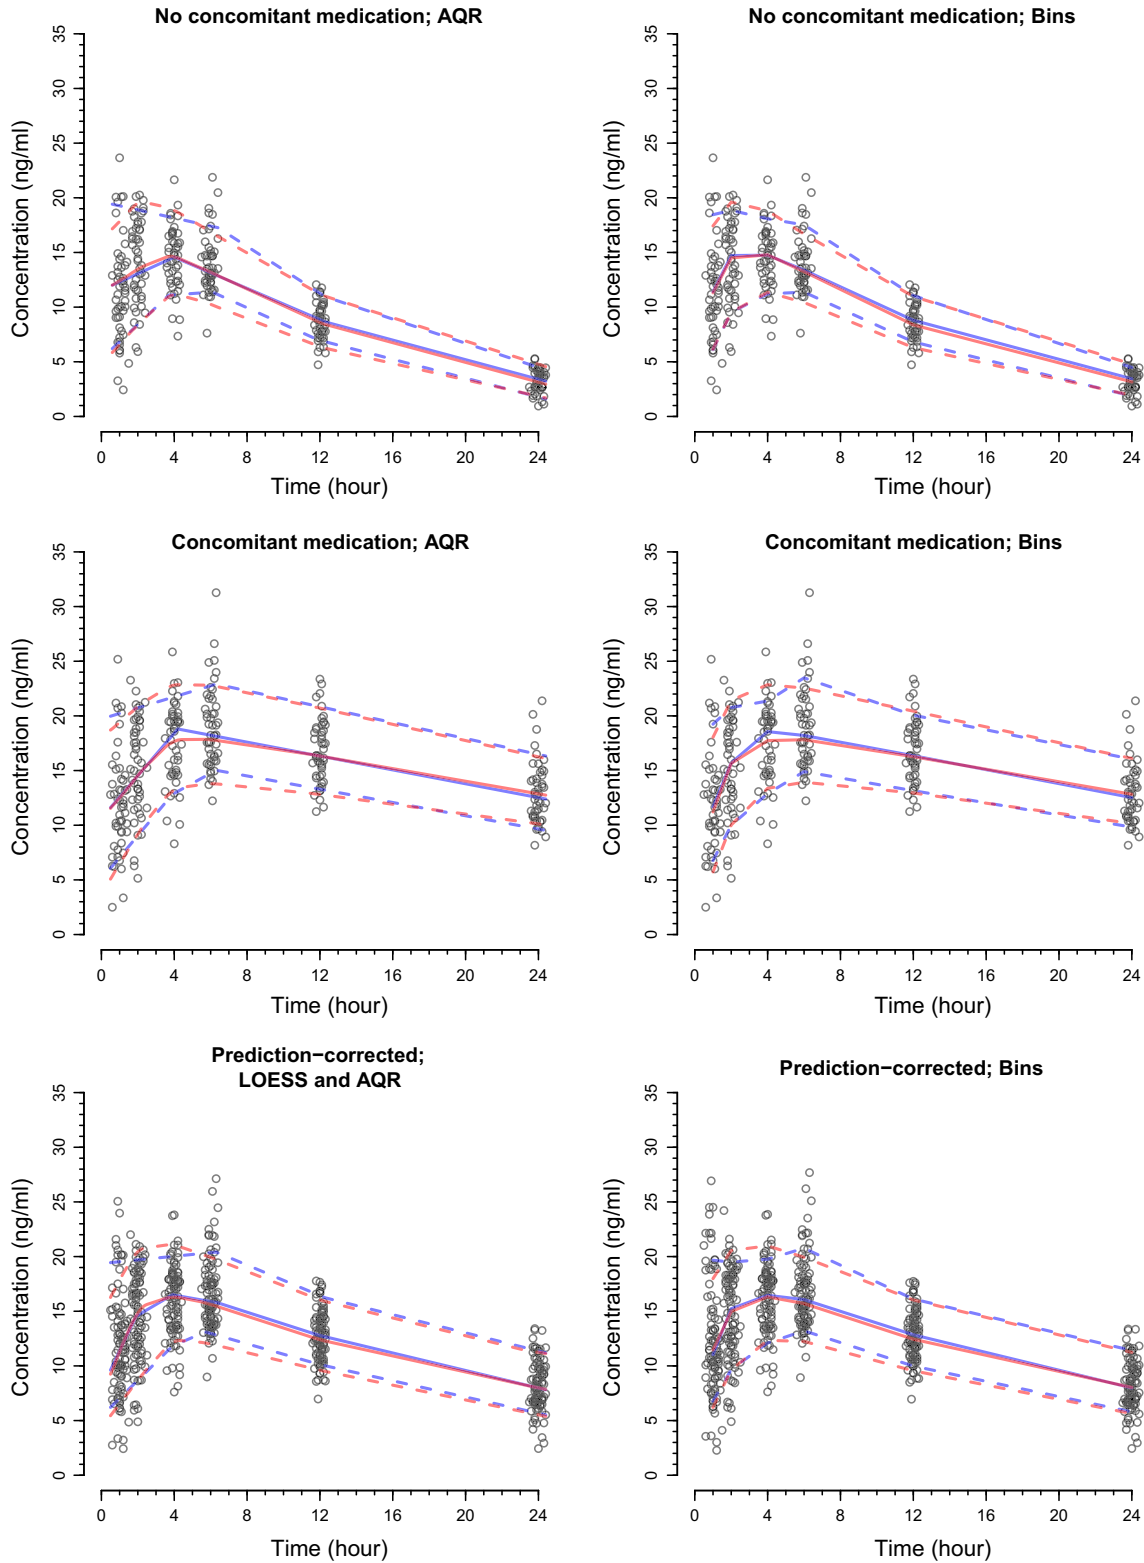 No concomitant medication; AQR
Concentration (ng/ml)
0 5 10 15 20 25 30 35
0 4 8 12 16 20 24
Time (hour)
No concomitant medication; Bins
Concentration (ng/ml)
0 5 10 15 20 25 30 35
0 4 8 12 16 20 24
Time (hour)
Concomitant medication; AQR
Concentration (ng/ml)
0 5 10 15 20 25 30 35
0 4 8 12 16 20 24
Time (hour)
Concomitant medication; Bins
Concentration (ng/ml)
0 5 10 15 20 25 30 35
0 4 8 12 16 20 24
Time (hour)
Prediction−corrected;
LOESS and AQR
Concentration (ng/ml)
0 5 10 15 20 25 30 35
0 4 8 12 16 20 24
Time (hour)
Prediction−corrected; Bins
Concentration (ng/ml)
0 5 10 15 20 25 30 35
0 4 8 12 16 20 24
Time (hour)